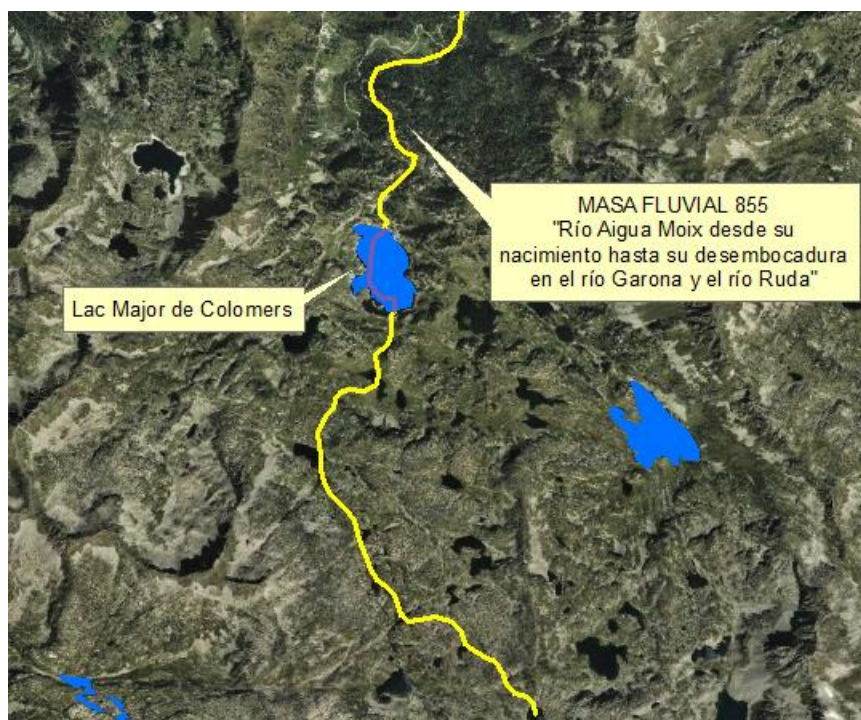 MASA FLUVIAL 855
"Río Aigua Moix desde su
nacimiento hasta su desembocadura
en el río Garona y el río Ruda"
Lac Major de Colomers